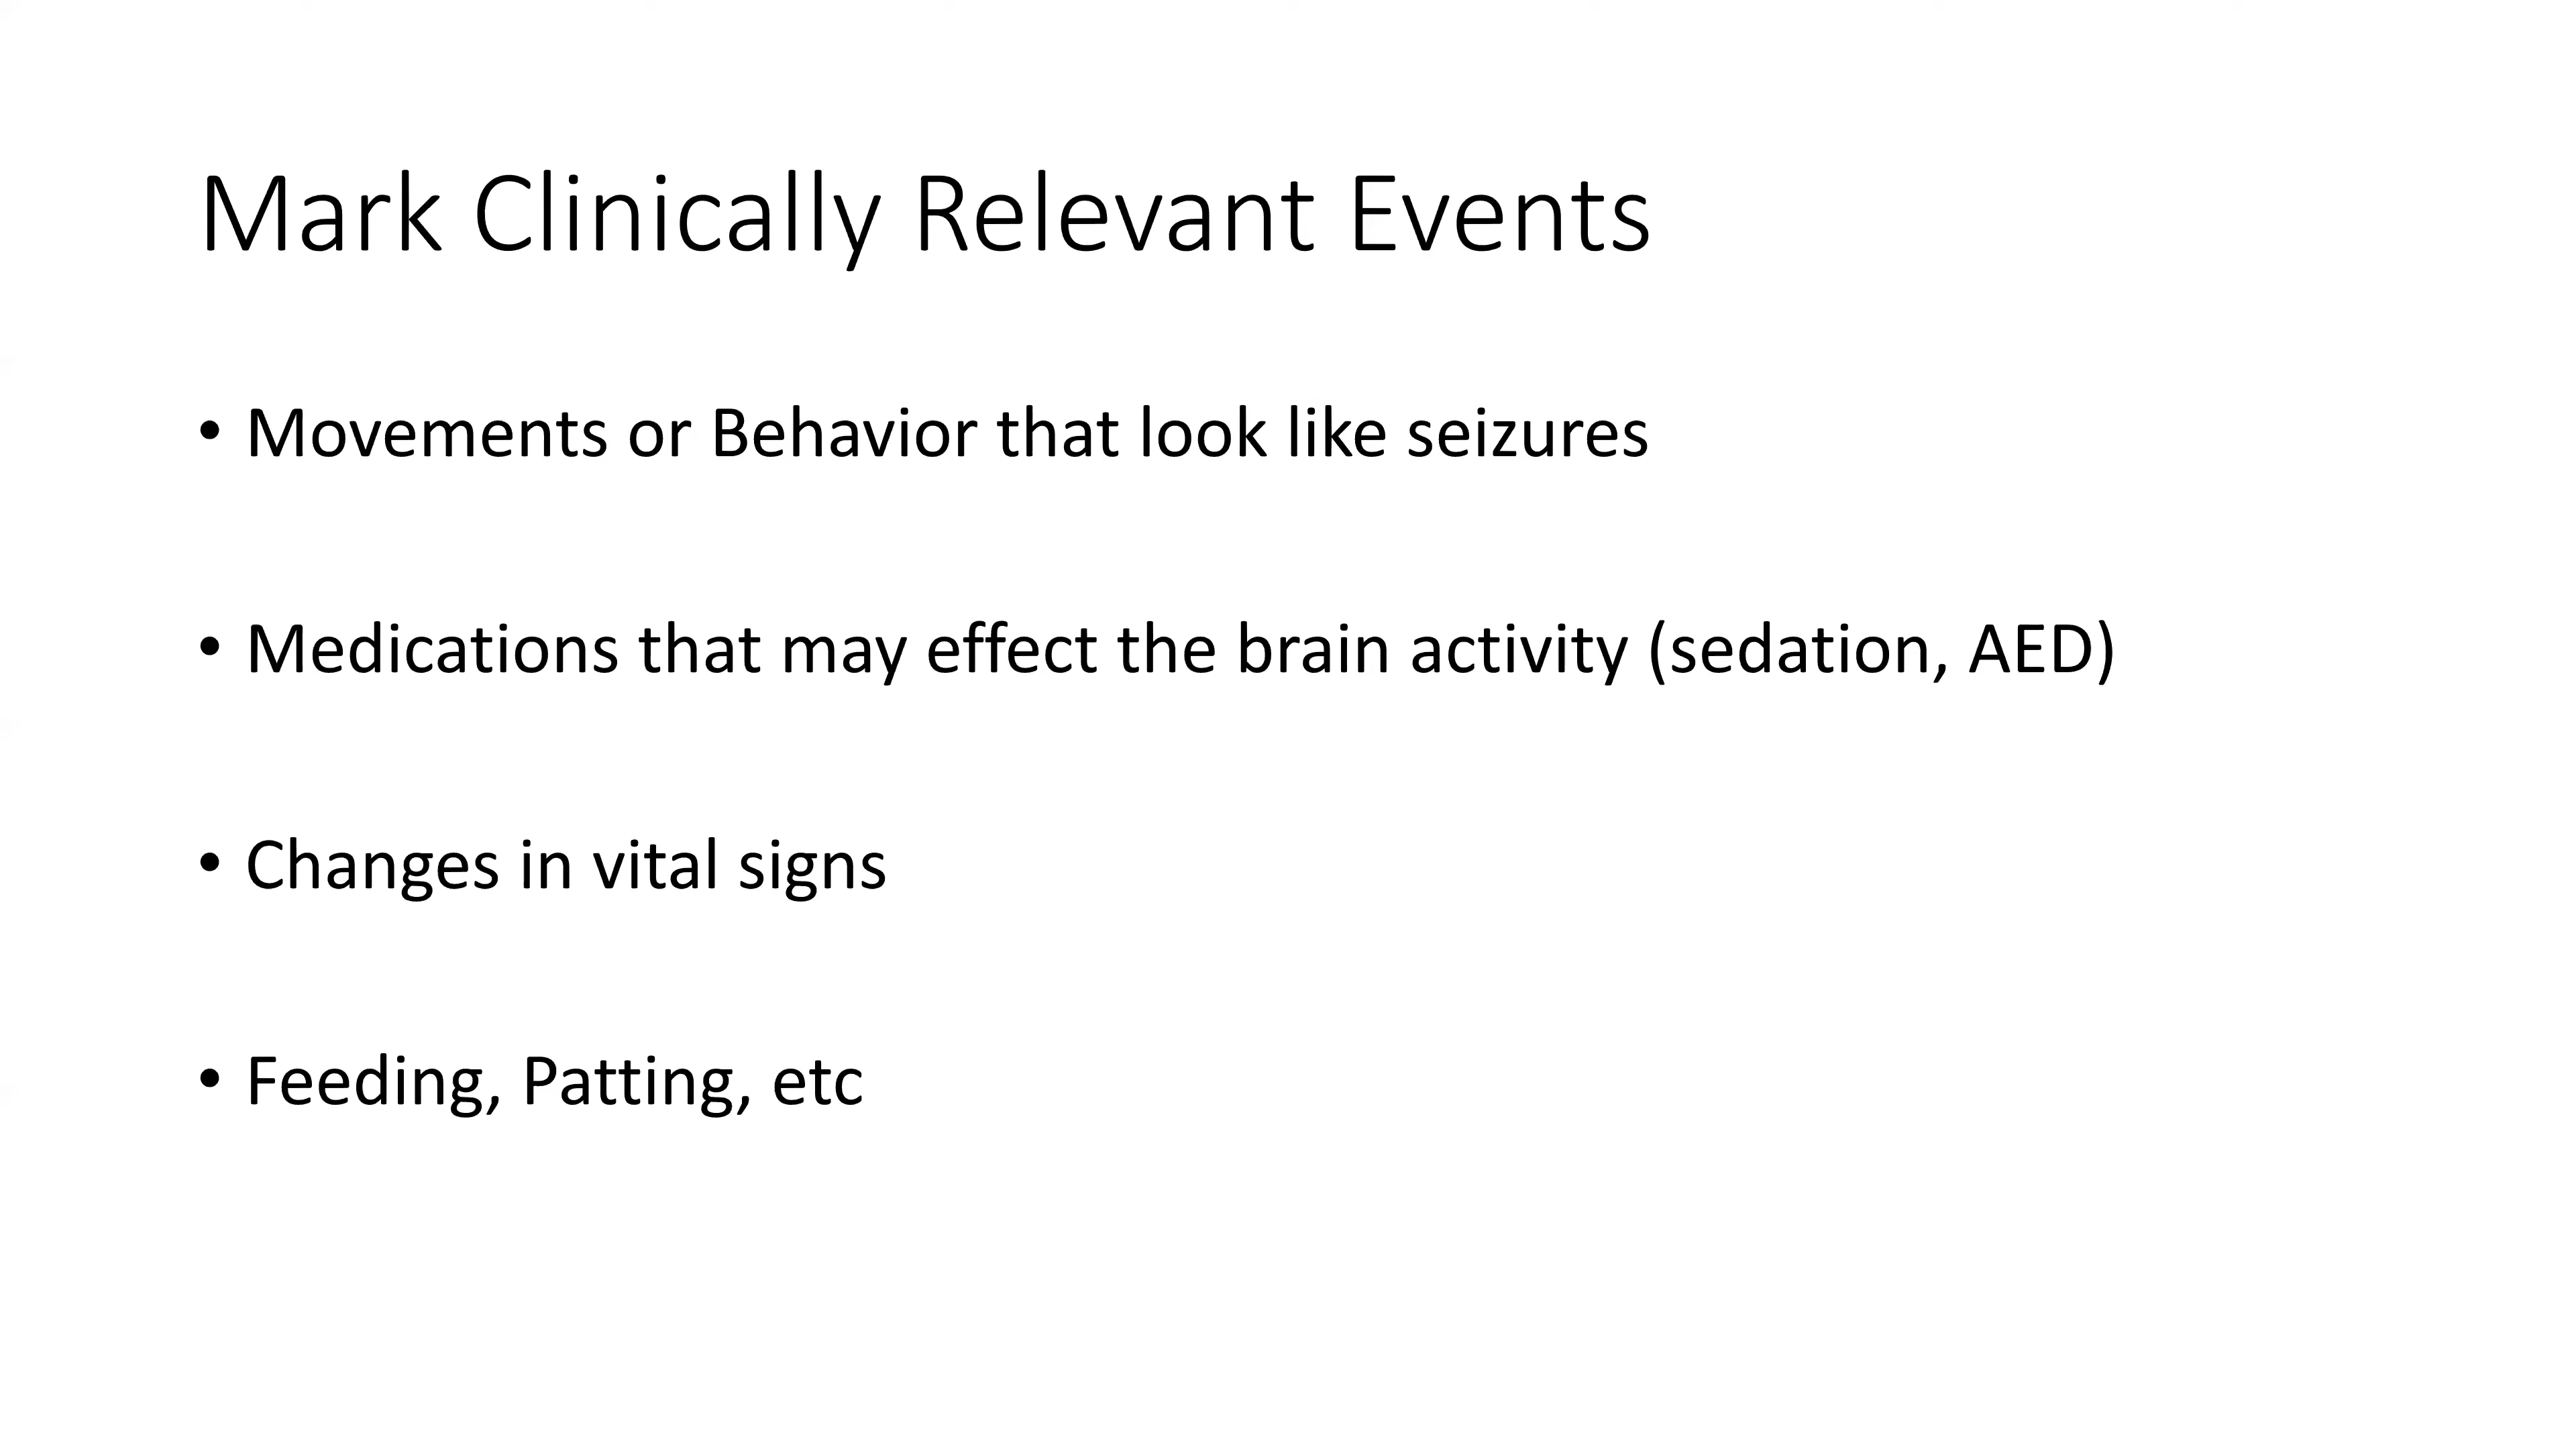 Mark Clinically Relevant Events
• Movements or Behavior that look like seizures
• Medications that may effect the brain activity (sedation, AED)
• Changes in vital signs
• Feeding, Patting, etc